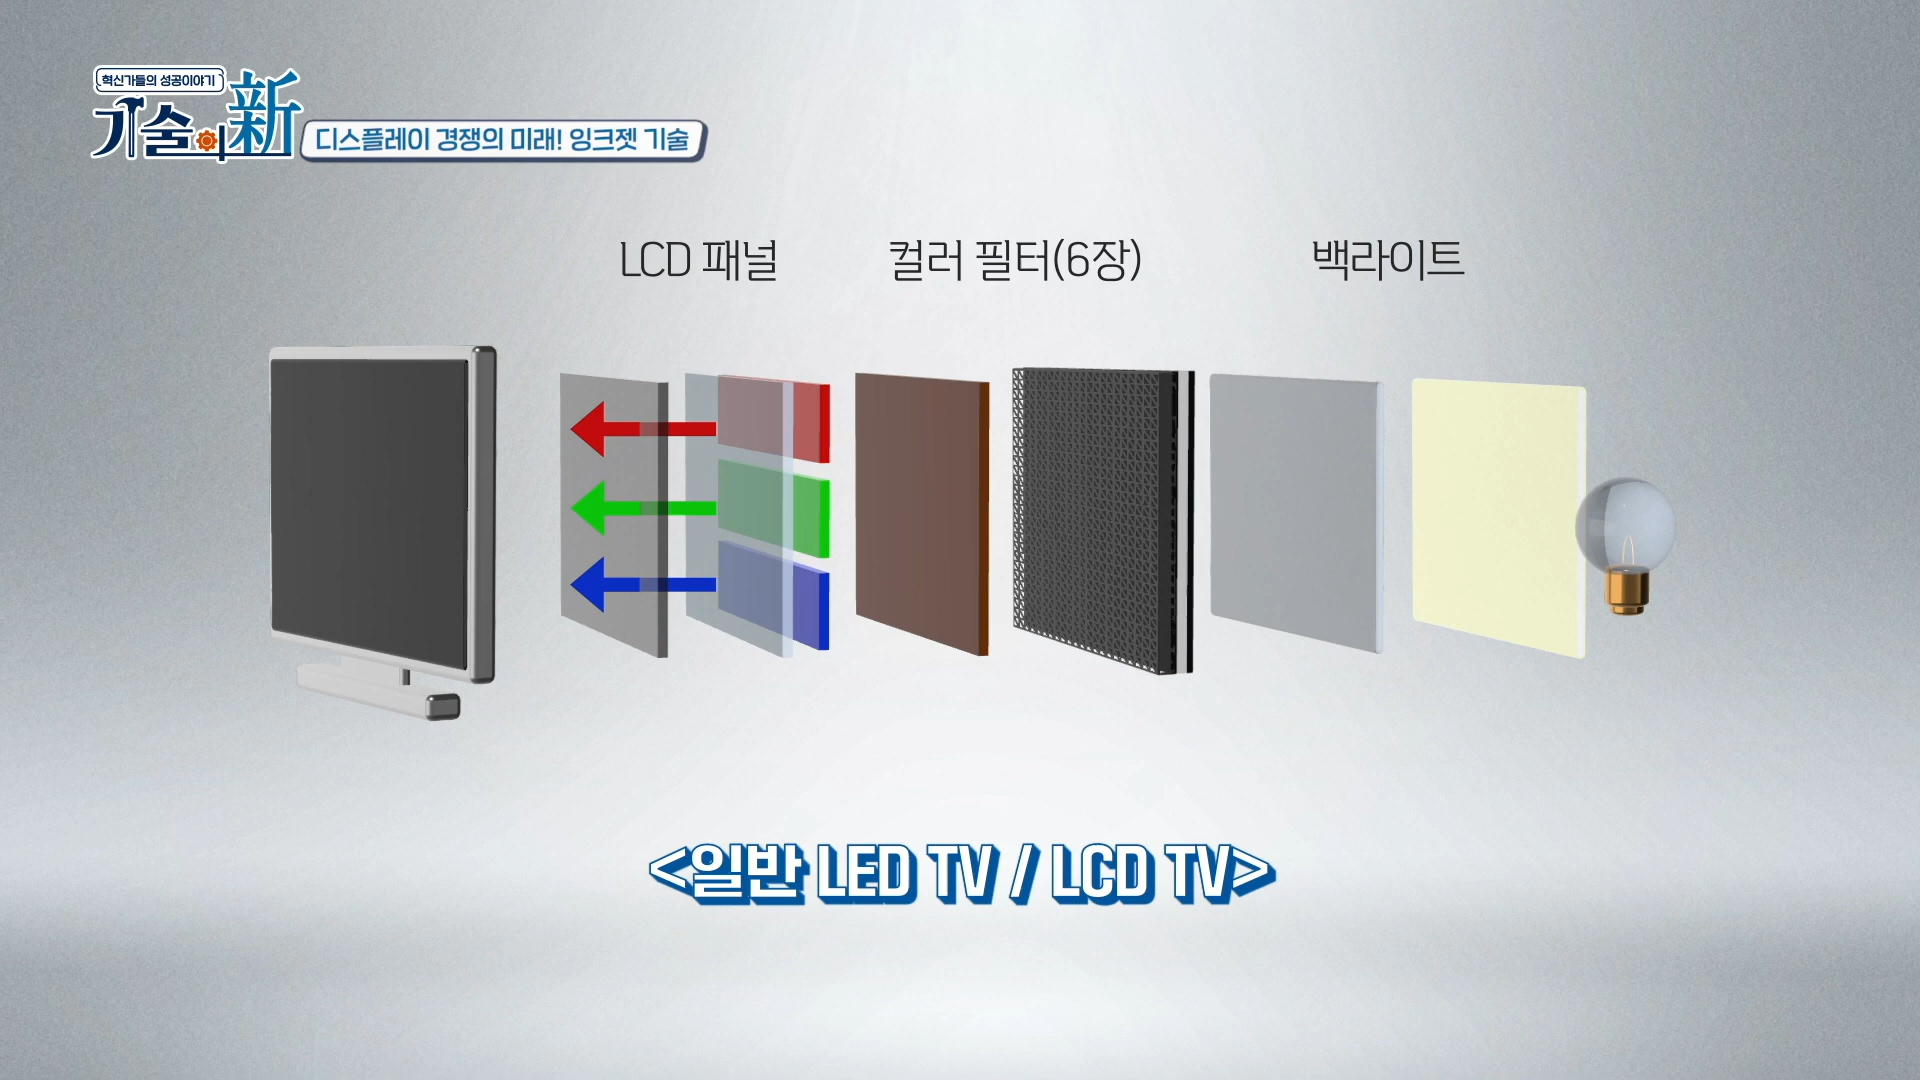 혁신가들의 성공이야기
기술의 新
디스플레이 경쟁의 미래! 잉크젯 기술
LCD 패널
컬러 필터(6장)
백라이트
<일반 LED TV / LCD TV>